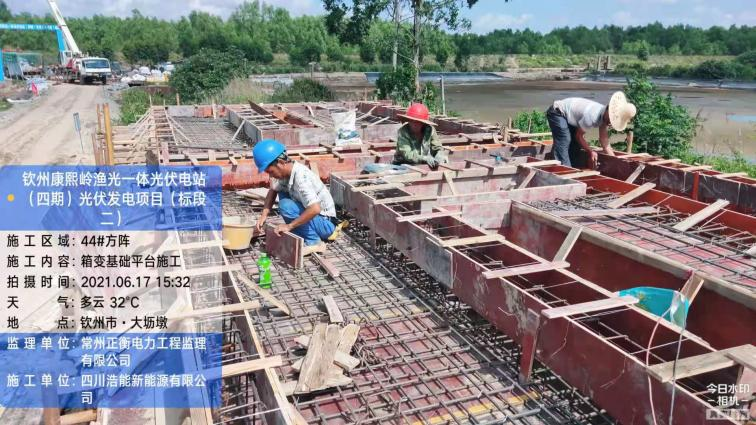 钦州康熙岭渔光一体光伏电站
（四期）光伏发电项目（标段
二）
施工区域：44#方阵
施工内容：箱变基础平台施工
拍摄时间：2021.06.17 15:32
天气：多云 32℃
地点：钦州市·大坜墩
监理单位：常州正衡电力工程监理
有限公司
施工单位：四川浩能新能源有限公
司
今日水印
相机